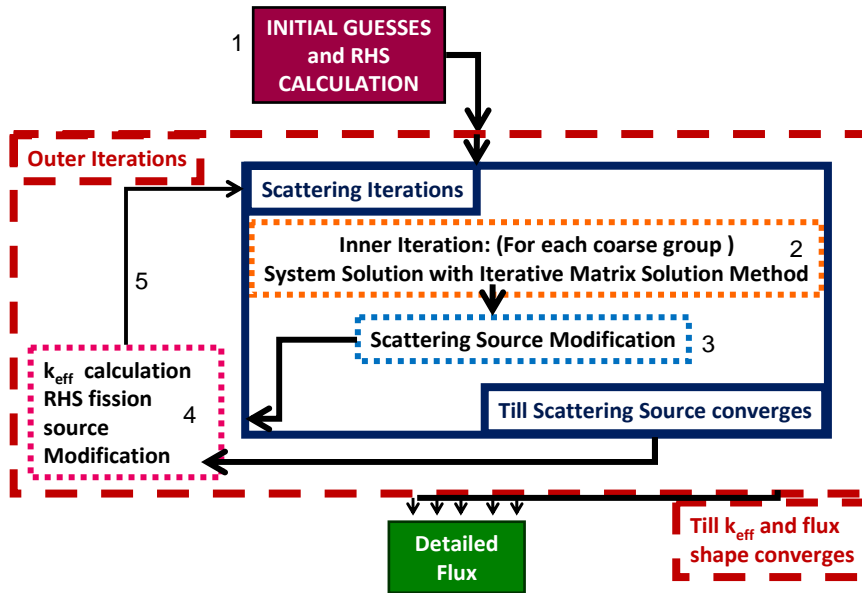 1
INITIAL GUESSES
and RHS
CALCULATION
Outer Iterations
Scattering Iterations
Inner Iteration: (For each coarse group )
2
System Solution with Iterative Matrix Solution Method
5
Scattering Source Modification
3
keff calculation
RHS fission
4
source
Modification
Till Scattering Source converges
Till keff and flux
shape converges
Detailed
Flux